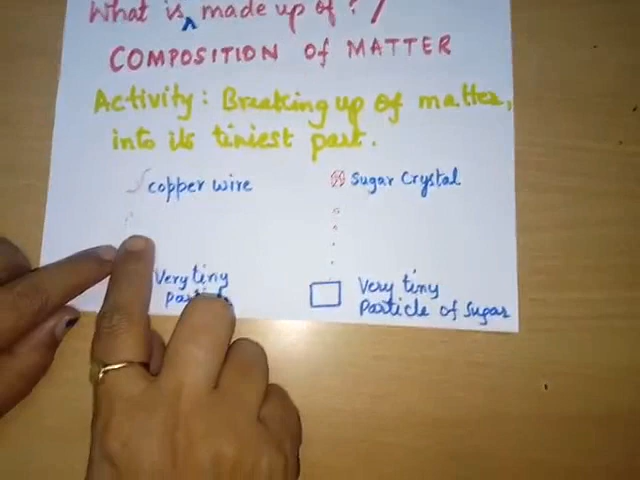 What is made up of? /
COMPOSITION of MATTER
Activity: Breaking up of matter,
into its tiniest part.
copper wire
Sugar Crystal
Very tiny
Very tiny
Particle of Sugar